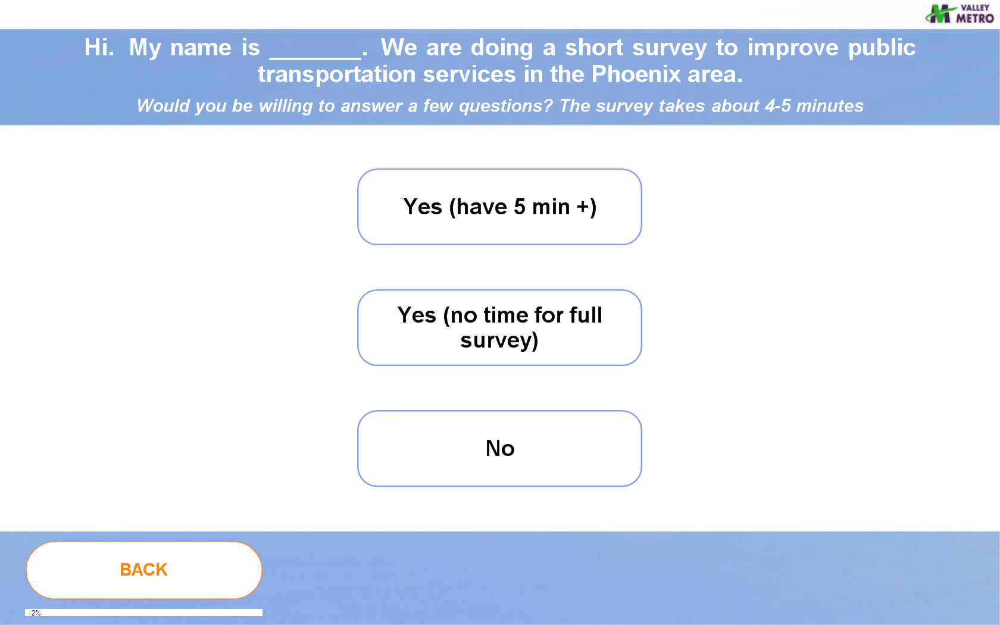 VALLEY
METRO
Hi. My name is _______. We are doing a short survey to improve public
transportation services in the Phoenix area.
Would you be willing to answer a few questions? The survey takes about 4-5 minutes
Yes (have 5 min +)
Yes (no time for full
survey)
No
BACK
2%